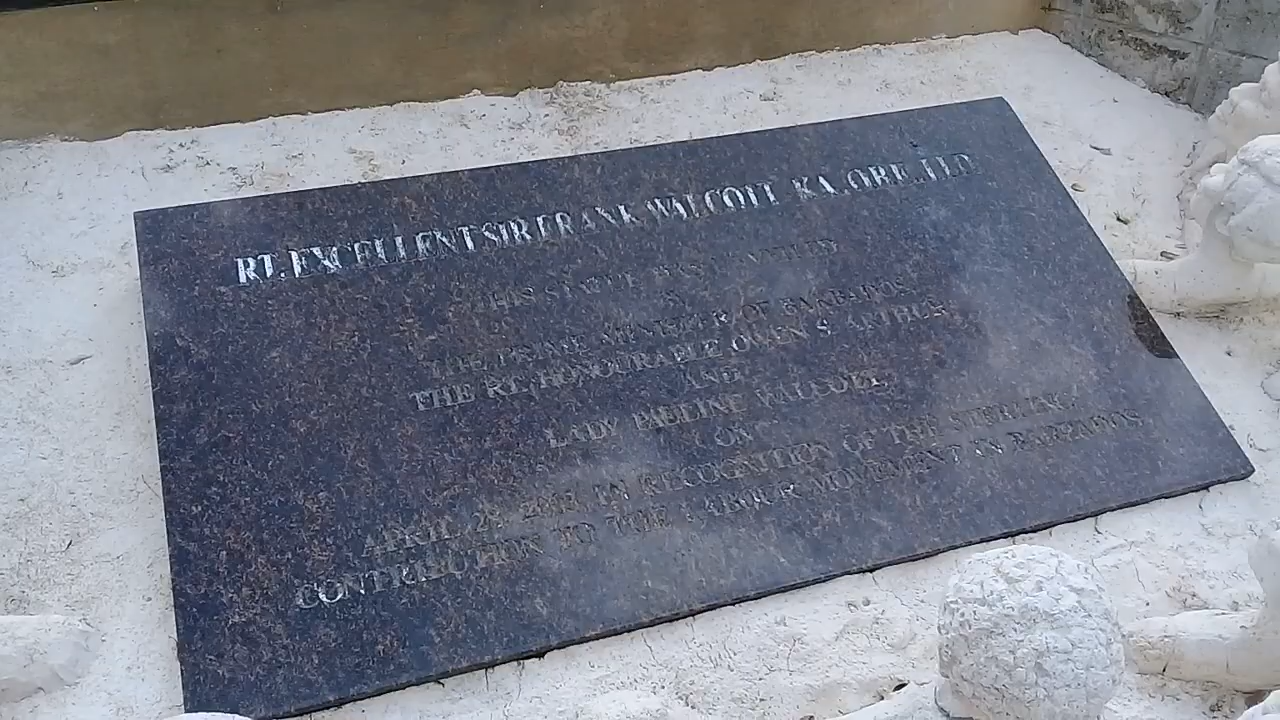 RT. EXCELLENT SIR FRANK WALCOTT KA, OBE, LLD
THIS STATUE WAS UNVEILED
BY
THE PRIME MINISTER OF BARBADOS
THE RT. HONOURABLE OWEN S. ARTHUR
AND
LADY PAULINE WALCOTT
ON
APRIL 28, IN RECOGNITION OF THE STERLING
CONTRIBUTION TO THE LABOUR MOVEMENT IN BARBADOS